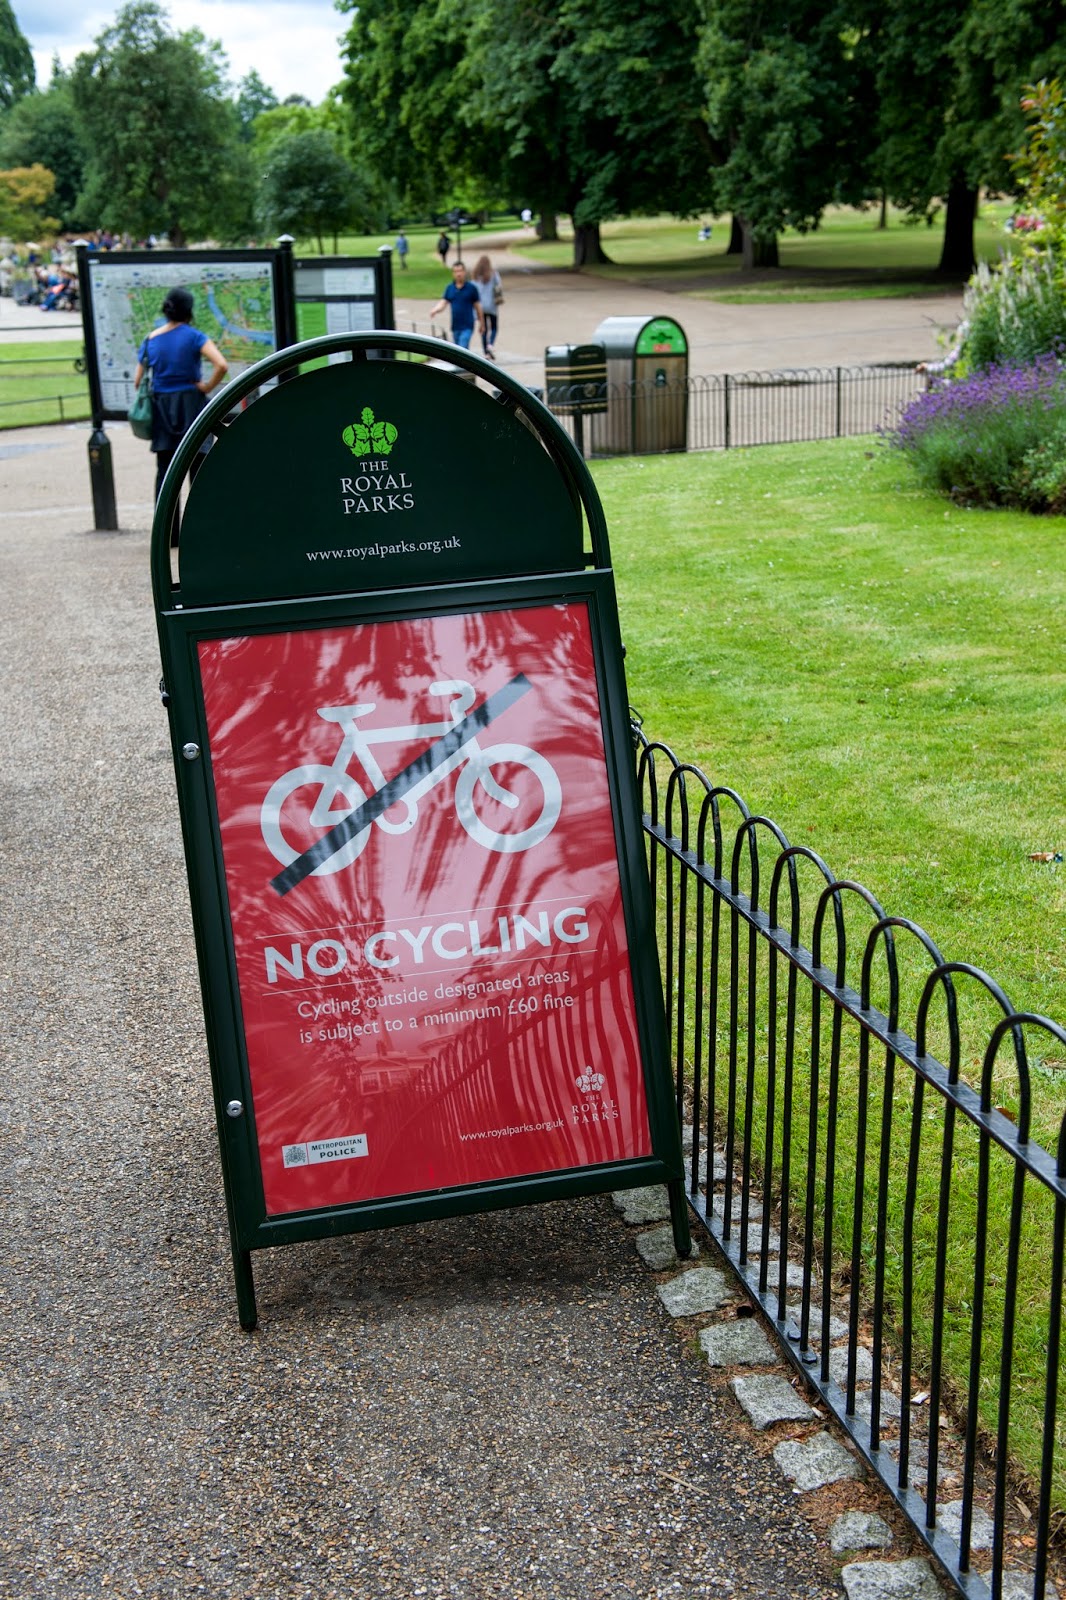 THE
ROYAL
PARKS
www.royalparks.org.uk
NO CYCLING
Cycling outside designated areas
is subject to a minimum £60 fine
THE
ROYAL
PARKS
www.royalparks.org.uk
METROPOLITAN
POLICE